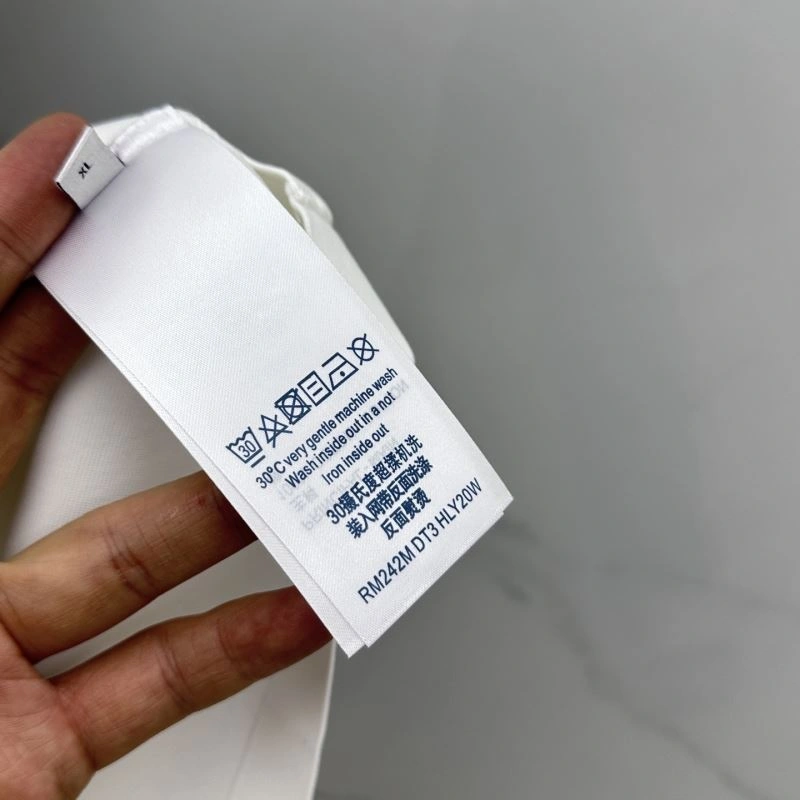 XL
30
30°C very gentle machine wash
Wash inside out in a not
Iron inside out
30摄氏度超揉机洗
装入网带反面洗涤
反面熨烫
RM242M DT3 HLY20W